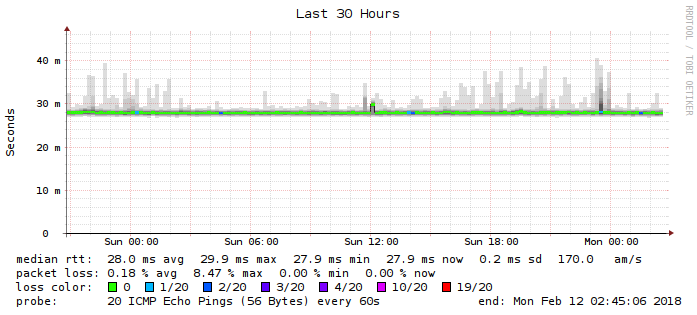 Last 30 Hours
RRDTOOL / TOBI OETIKER
Seconds
40 m
30 m
20 m
10 m
0
Sun 00:00 Sun 06:00 Sun 12:00 Sun 18:00 Mon 00:00
median rtt: 28.0 ms avg 29.9 ms max 27.9 ms min 27.9 ms now 0.2 ms sd 170.0 am/s
packet loss: 0.18 % avg 8.47 % max 0.00 % min 0.00 % now
loss color: 0 1/20 2/20 3/20 4/20 10/20 19/20
probe: 20 ICMP Echo Pings (56 Bytes) every 60s end: Mon Feb 12 02:45:06 2018